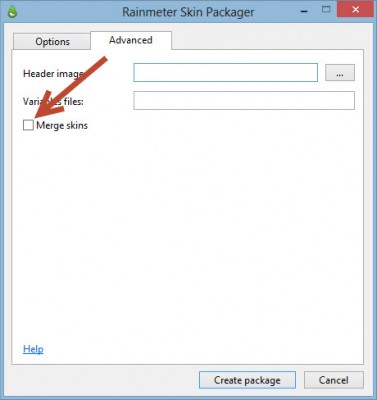 Rainmeter Skin Packager
Options Advanced
Header image:
...
Variables files:
Merge skins
Help
Create package Cancel